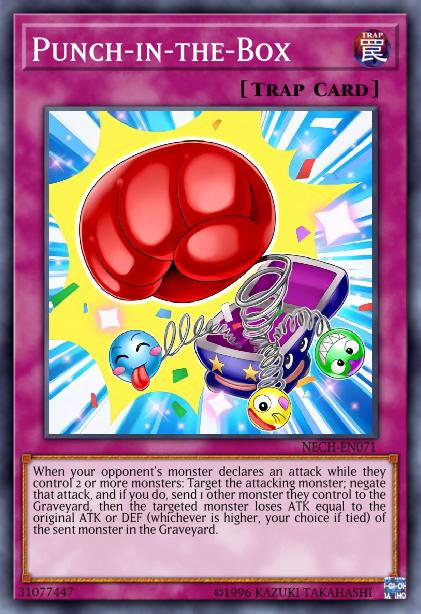 Punch-in-the-Box
TRAP
罠
[Trap Card]
NECH-EN071
When your opponent's monster declares an attack while they
control 2 or more monsters: Target the attacking monster; negate
that attack, and if you do, send 1 other monster they control to the
Graveyard, then the targeted monster loses ATK equal to the
original ATK or DEF (whichever is higher, your choice if tied) of
the sent monster in the Graveyard.
31077447
©1996 KAZUKI TAKAHASHI